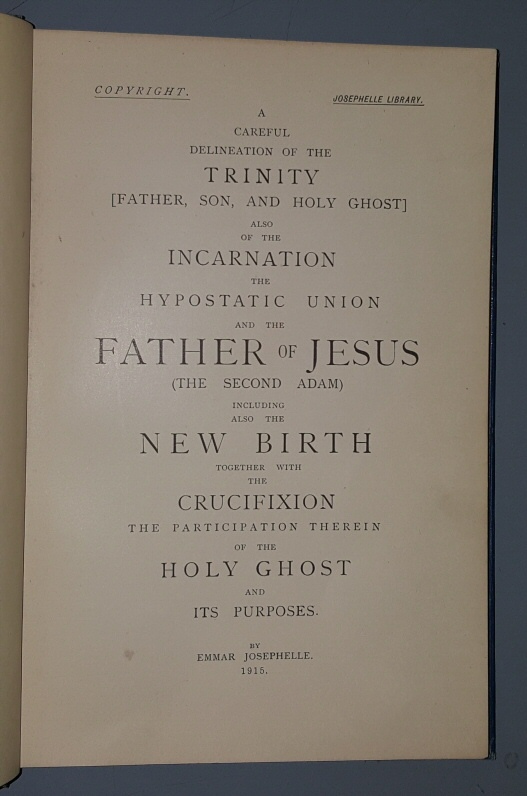 COPYRIGHT.
JOSEPHELLE LIBRARY.
A
CAREFUL
DELINEATION OF THE
TRINITY
[FATHER, SON, AND HOLY GHOST]
ALSO
OF THE
INCARNATION
THE
HYPOSTATIC UNION
AND THE
FATHER OF JESUS
(THE SECOND ADAM)
INCLUDING
ALSO THE
NEW BIRTH
TOGETHER WITH
THE
CRUCIFIXION
THE PARTICIPATION THEREIN
OF THE
HOLY GHOST
AND
ITS PURPOSES.
BY
EMMAR JOSEPHELLE.
1915.